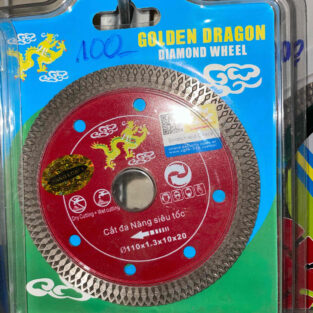 100
GOLDEN DRAGON
DIAMOND WHEEL
Dry Cutting + Wet cutting
Cắt đa Năng siêu tốc
Ø110x1.3x10x20